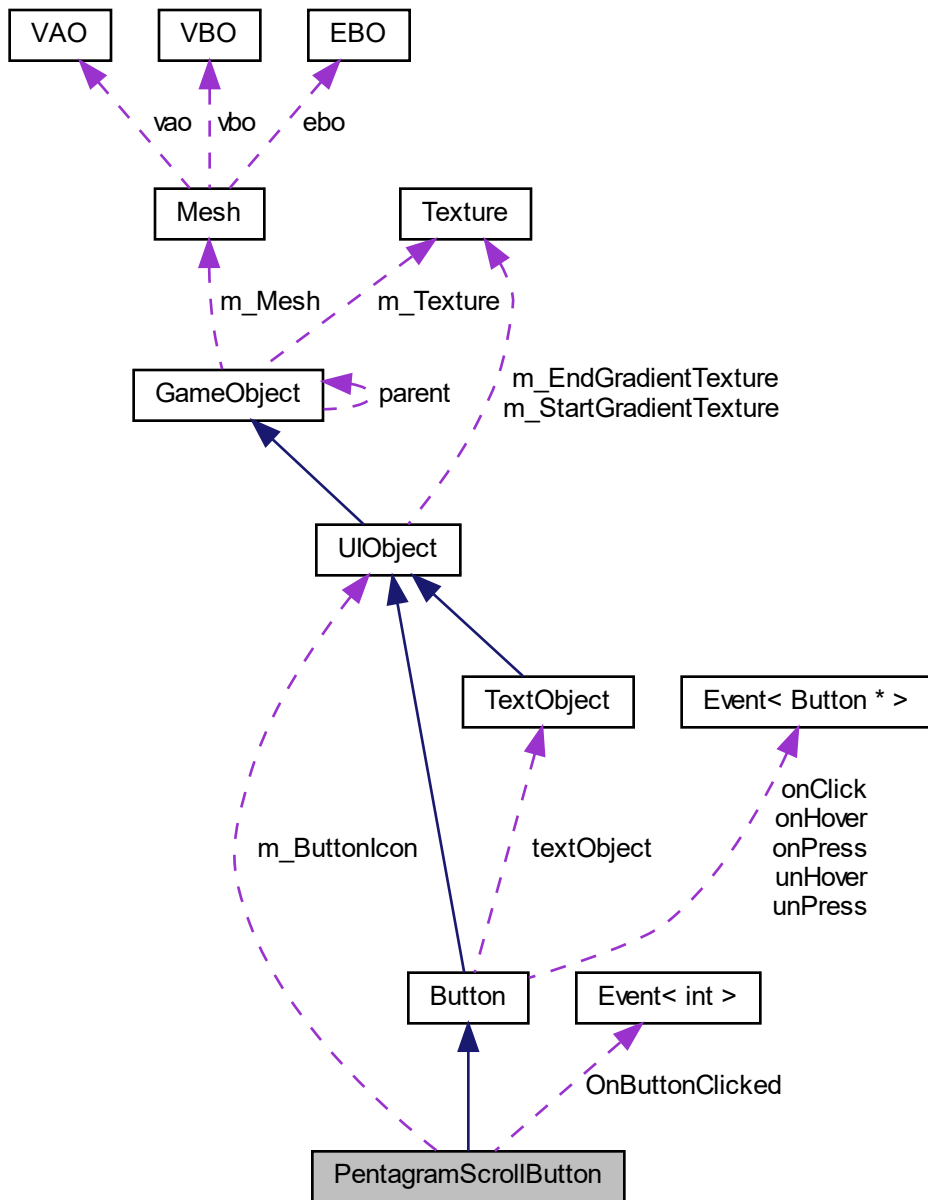 VAO
VBO
EBO
vao
vbo
ebo
Mesh
Texture
m_Mesh
m_Texture
GameObject
parent
m_EndGradientTexture
m_StartGradientTexture
UIObject
TextObject
Event< Button * >
m_ButtonIcon
textObject
onClick
onHover
onPress
unHover
unPress
Button
Event< int >
OnButtonClicked
PentagramScrollButton